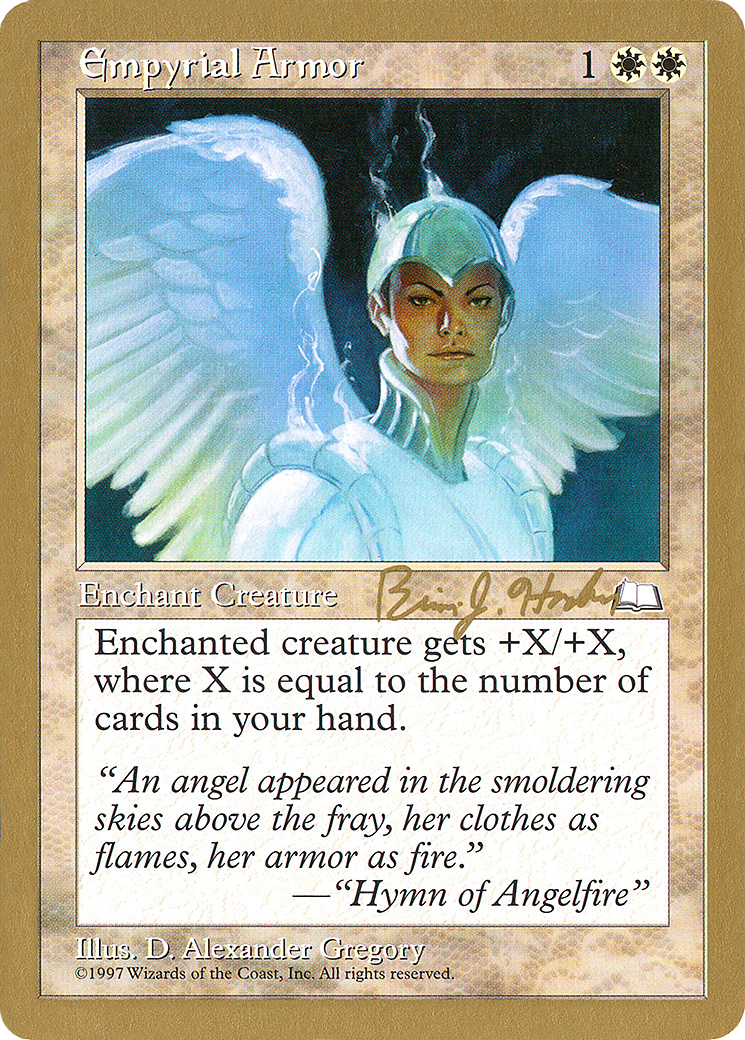 Empyrial Armor 1
Enchant Creature
Enchanted creature gets +X/+X,
where X is equal to the number of
cards in your hand.
“An angel appeared in the smoldering
skies above the fray, her clothes as
flames, her armor as fire.”
—“Hymn of Angelfire”
Illus. D. Alexander Gregory
©1997 Wizards of the Coast, Inc. All rights reserved.